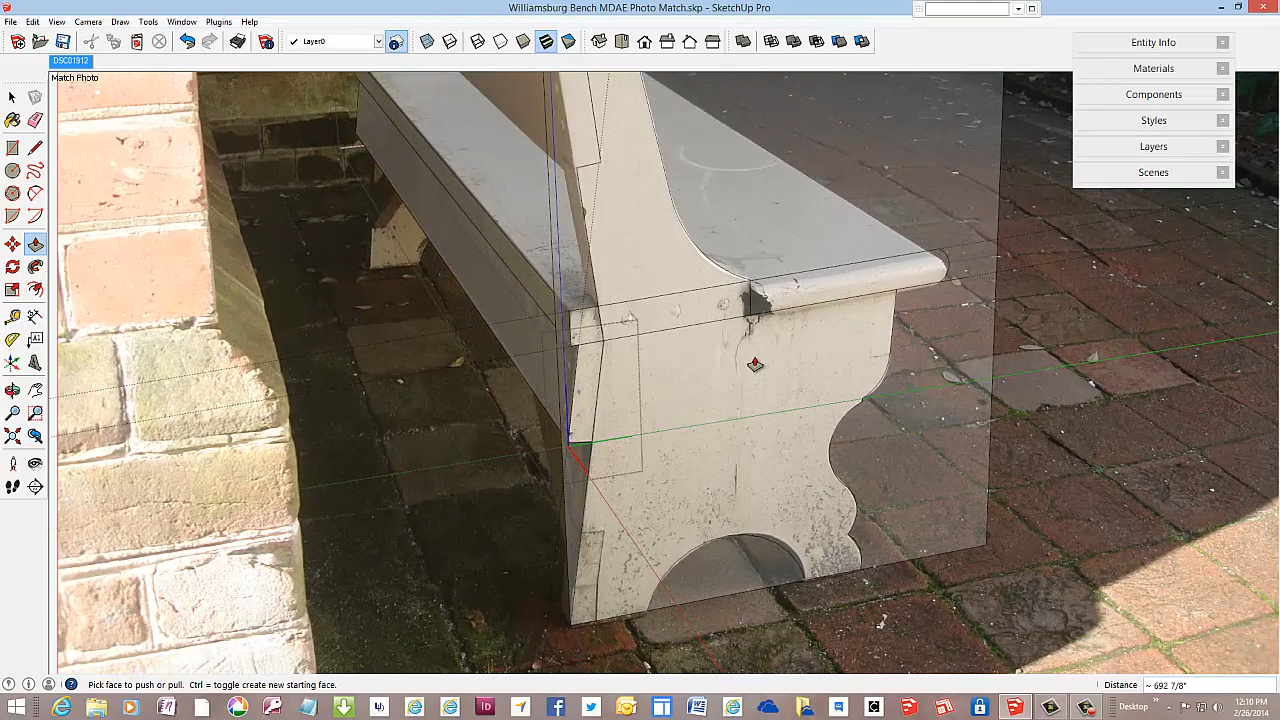 Williamsburg Bench MDAE Photo Match.skp - SketchUp Pro
File Edit View Camera Draw Tools Window Plugins Help
Layer0
DSC01912
Match Photo
Entity Info
Materials
Components
Styles
Layers
Scenes
Pick face to push or pull. Ctrl = toggle create new starting face.
Distance ~ 692 7/8"
Desktop
12:10 PM
2/26/2014